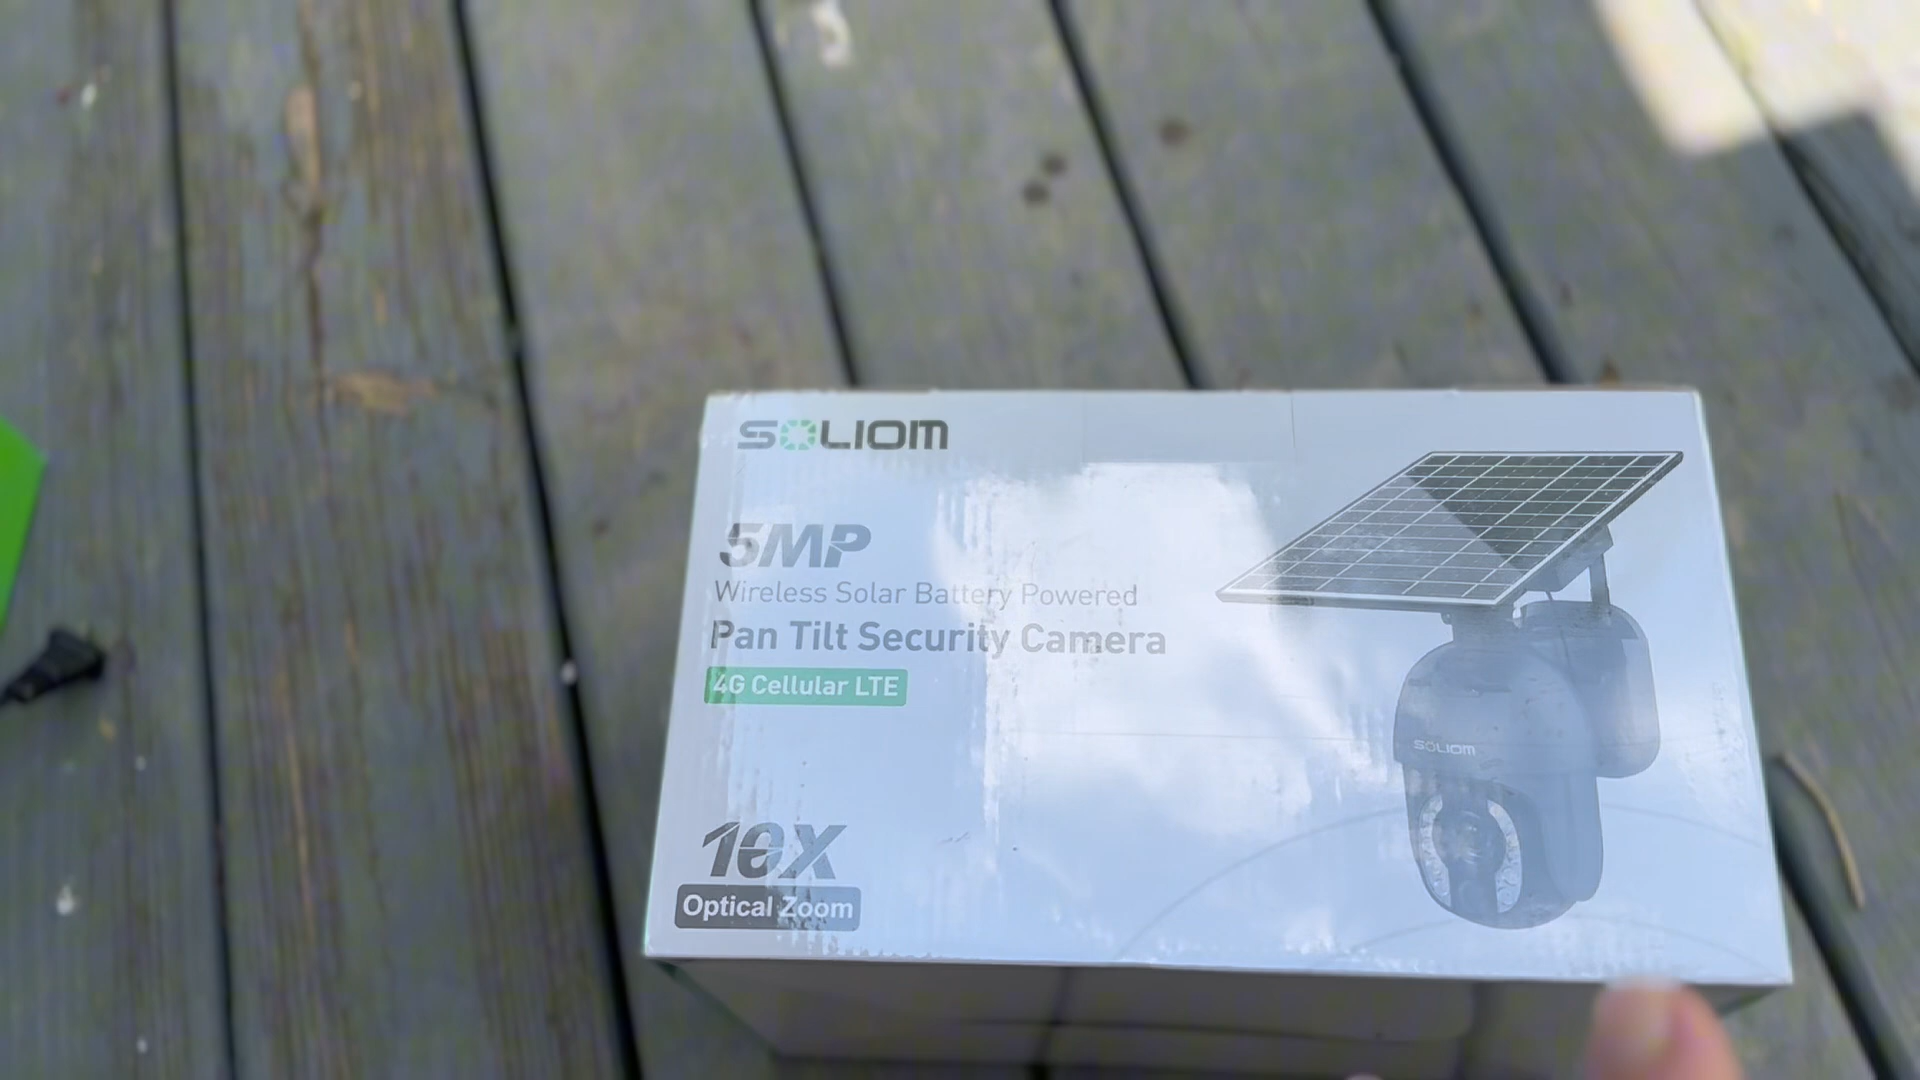 SOLIOM
5MP
Wireless Solar Battery Powered
Pan Tilt Security Camera
4G Cellular LTE
SOLIOM
10X
Optical Zoom